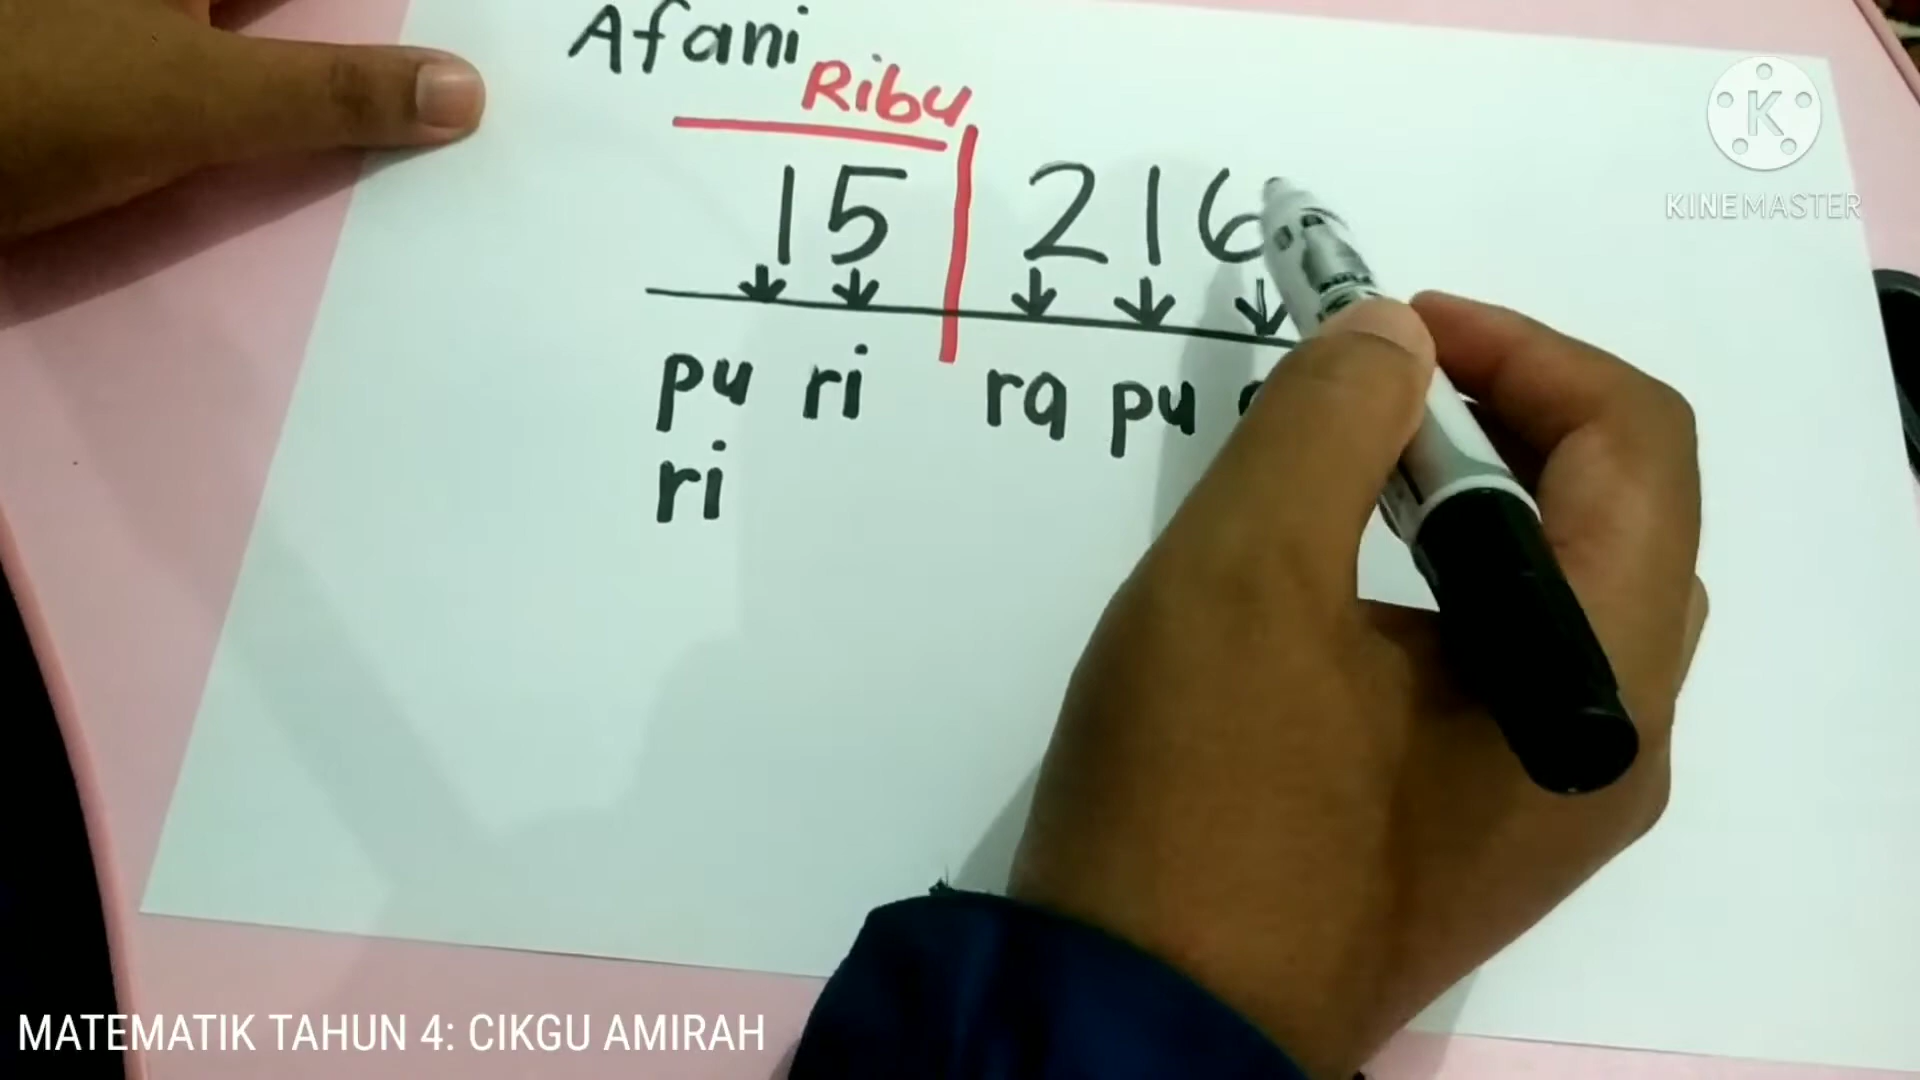 Afani
Ribu
15 216
pu ri ra pu
ri
K
KINEMASTER
MATEMATIK TAHUN 4: CIKGU AMIRAH